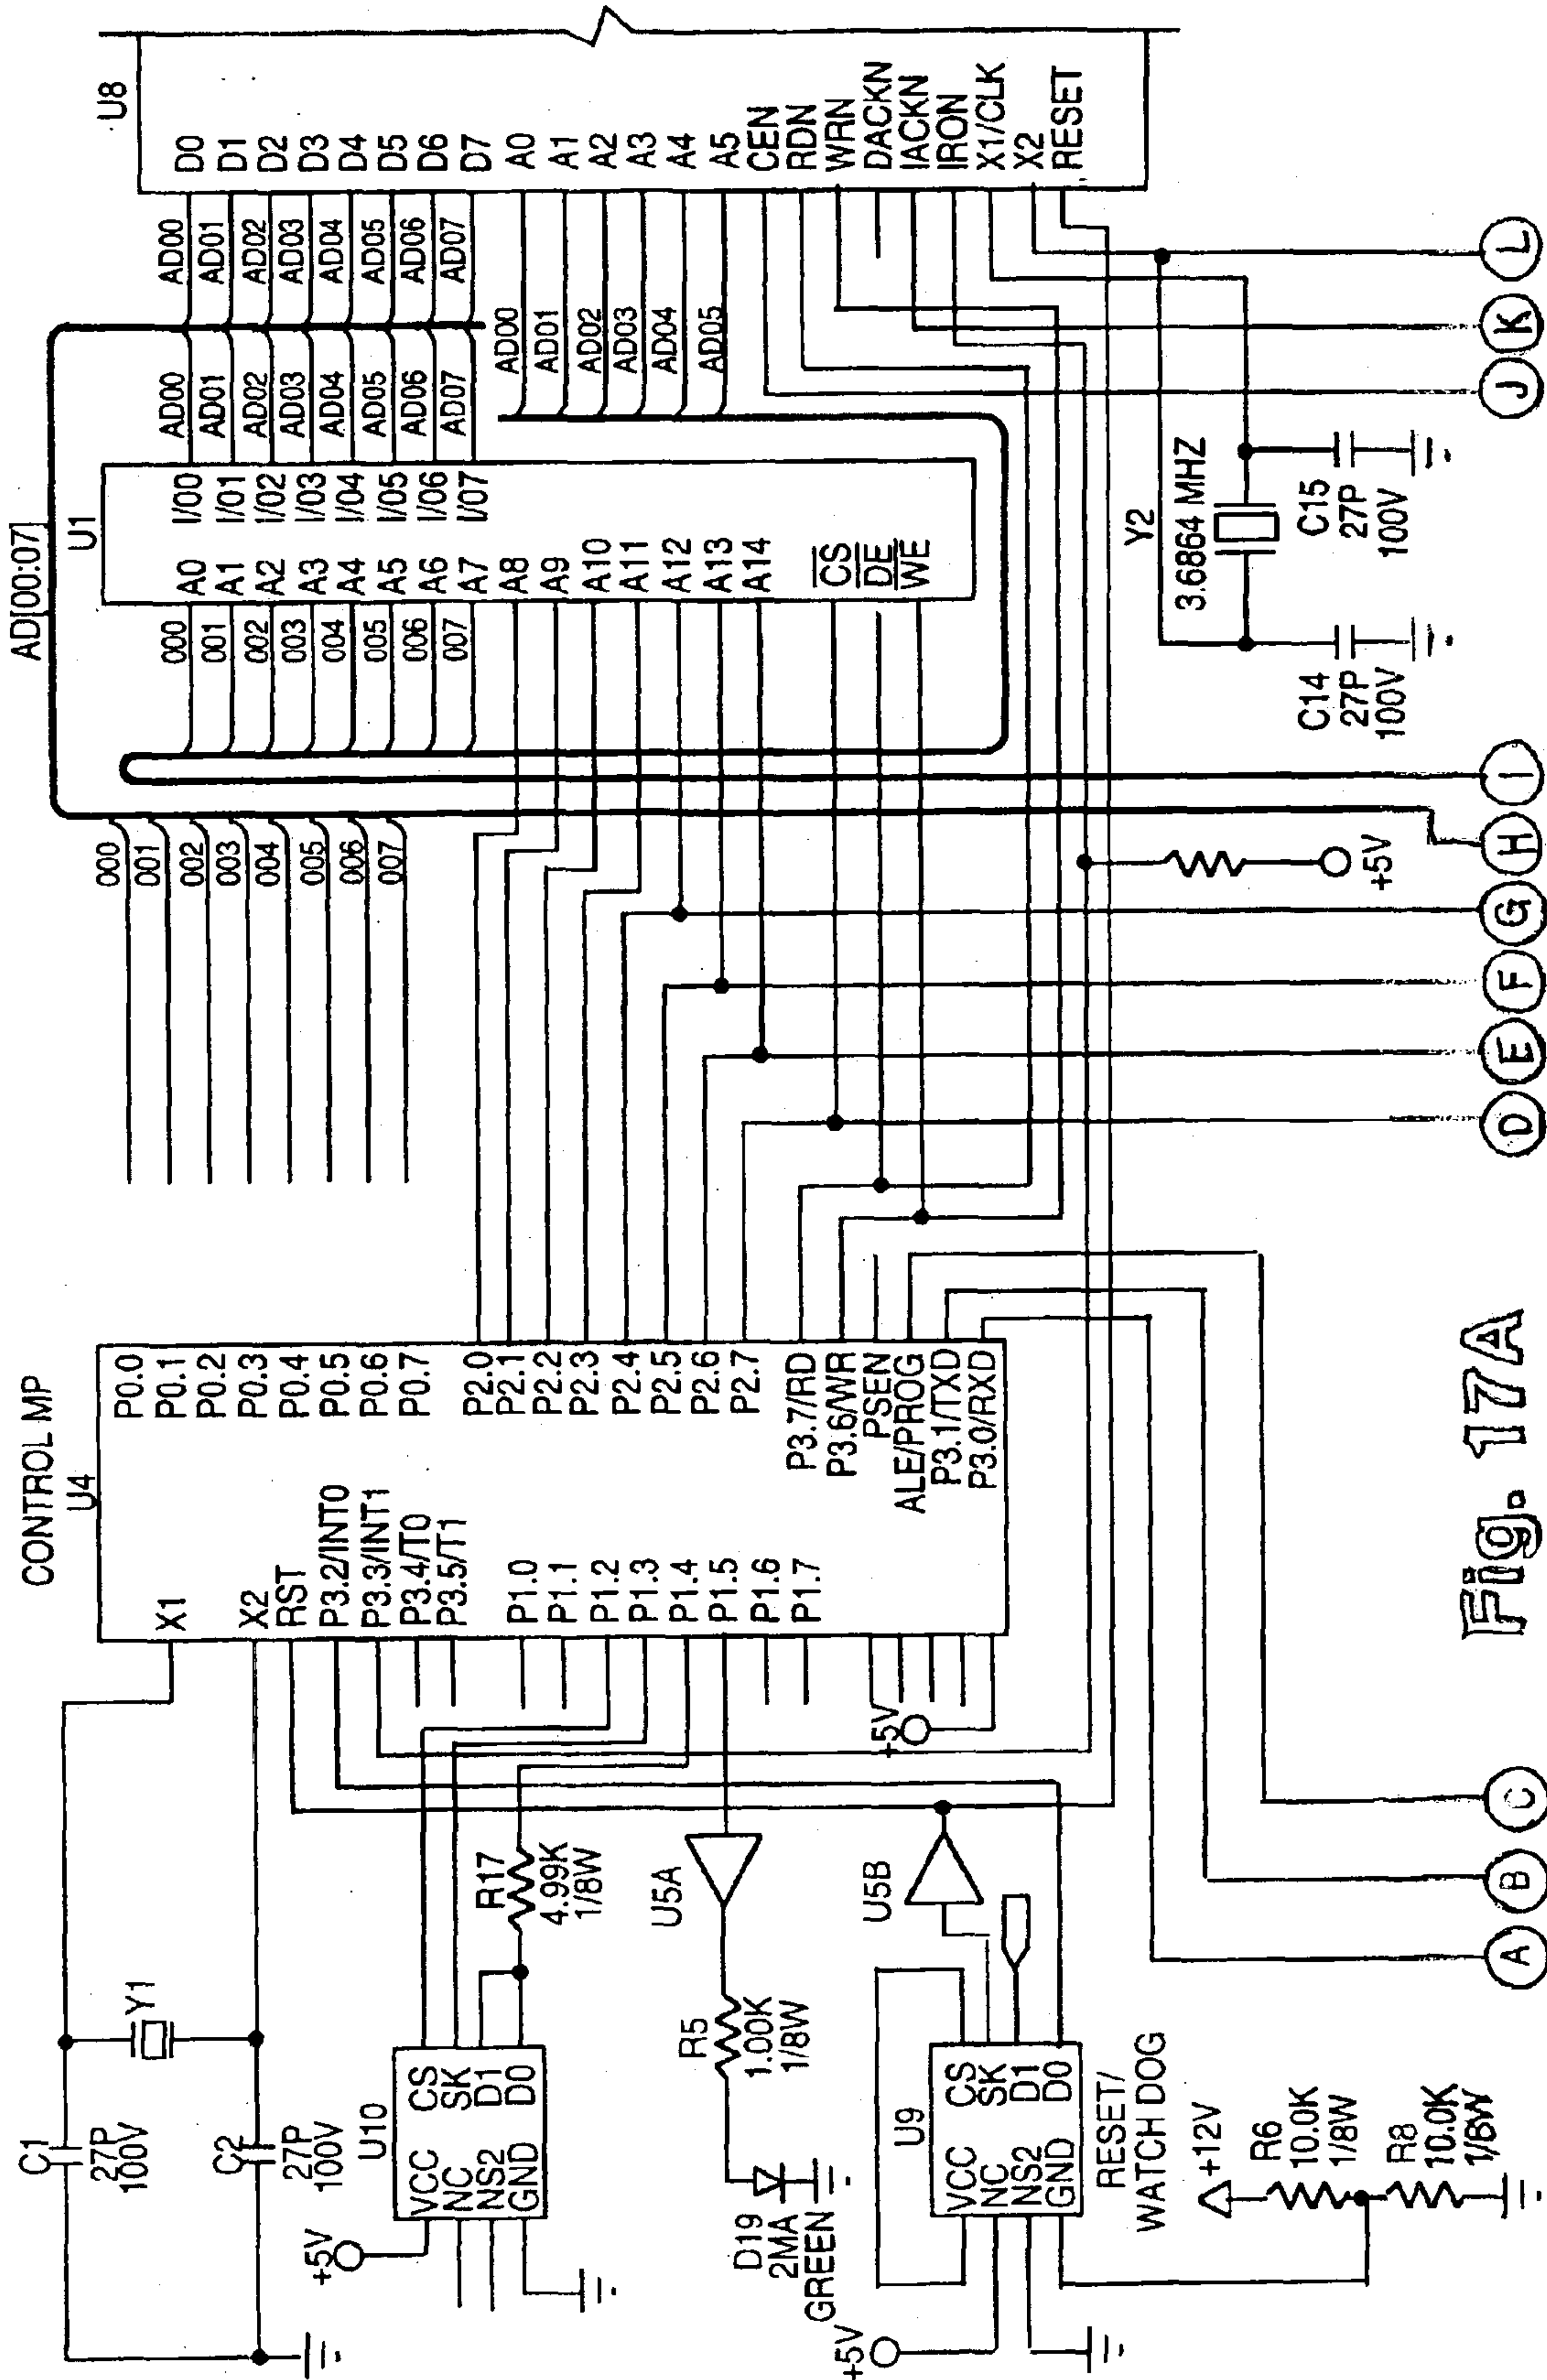 CONTROL MP
U4
X1
X2
RST
P3.2/INT0
P3.3/INT1
P3.4/T0
P3.5/T1
P1.0
P1.1
P1.2
P1.3
P1.4
P1.5
P1.6
P1.7
P0.0
P0.1
P0.2
P0.3
P0.4
P0.5
P0.6
P0.7
P2.0
P2.1
P2.2
P2.3
P2.4
P2.5
P2.6
P2.7
P3.7/RD
P3.6/WR
PSEN
ALE/PROG
P3.1/TXD
P3.0/RXD
+5V
C1
27P
100V
Y1
C2
27P
100V
U10
VCC
NC
NS2
GND
CS
SK
D1
D0
+5V
R17
4.99K
1/8W
U5A
R5
1.00K
1/8W
D19
2MA
GREEN
U5B
U9
VCC
NC
NS2
GND
CS
SK
D1
D0
+5V
RESET/
WATCH DOG
+12V
R6
10.0K
1/8W
R8
10.0K
1/8W
000
001
002
003
004
005
006
007
AD[00:07]
U1
000
001
002
003
004
005
006
007
A0
A1
A2
A3
A4
A5
A6
A7
A8
A9
A10
A11
A12
A13
A14
CS
DE
WE
I/00
I/01
I/02
I/03
I/04
I/05
I/06
I/07
AD00
AD01
AD02
AD03
AD04
AD05
AD06
AD07
AD00
AD01
AD02
AD03
AD04
AD05
AD06
AD07
AD00
AD01
AD02
AD03
AD04
AD05
U8
D0
D1
D2
D3
D4
D5
D6
D7
A0
A1
A2
A3
A4
A5
CEN
RDN
WRN
DACKN
IACKN
IRON
X1/CLK
X2
RESET
+5V
Y2
3.6864 MHZ
C14
27P
100V
C15
27P
100V
A
B
C
D
E
F
G
H
I
J
K
L
Fig. 17A